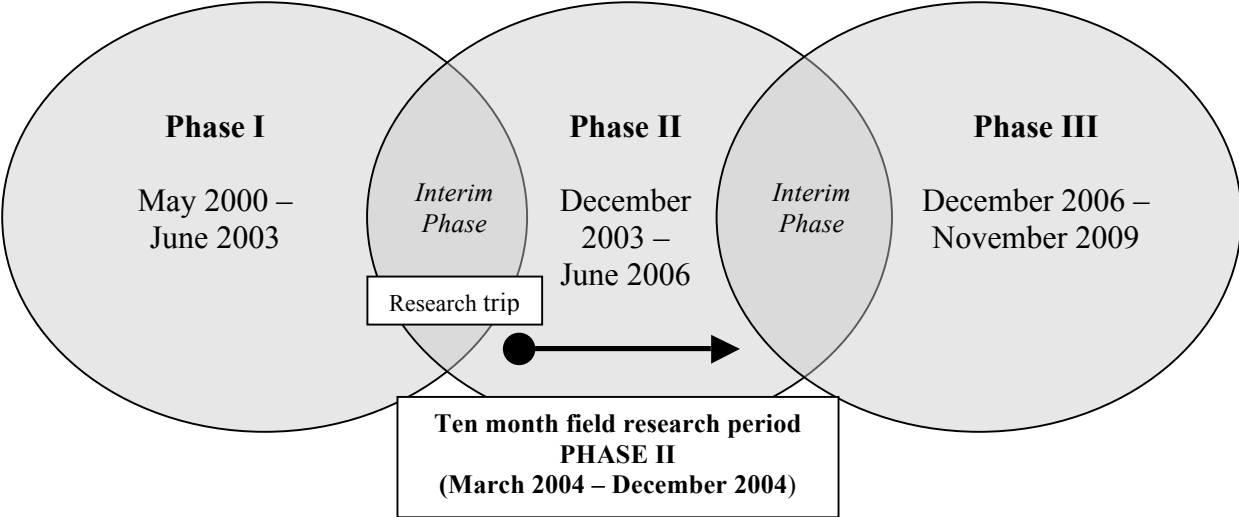 Phase I
May 2000 –
June 2003
Interim
Phase
Research trip
Phase II
December
2003 –
June 2006
Interim
Phase
Phase III
December 2006 –
November 2009
Ten month field research period
PHASE II
(March 2004 – December 2004)